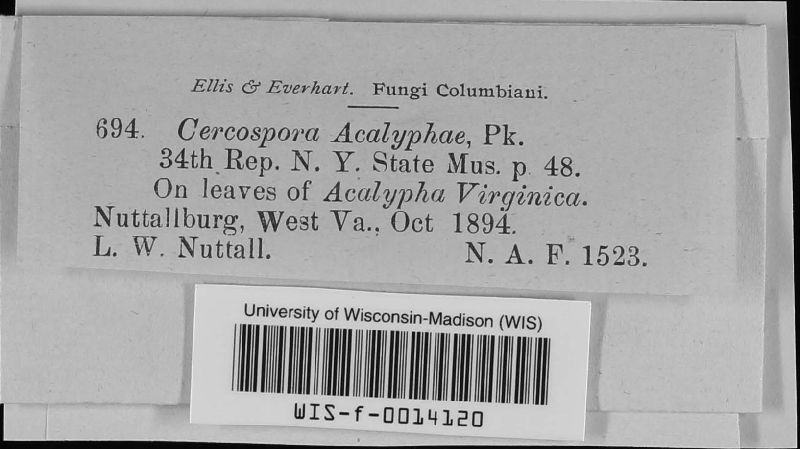 Ellis & Everhart. Fungi Columbiani.
694. Cercospora Acalyphae, Pk.
34th Rep. N. Y. State Mus. p 48.
On leaves of Acalypha Virginica.
Nuttallburg, West Va., Oct 1894.
L. W. Nuttall. N. A. F. 1523.
University of Wisconsin-Madison (WIS)
WIS-f-0014120